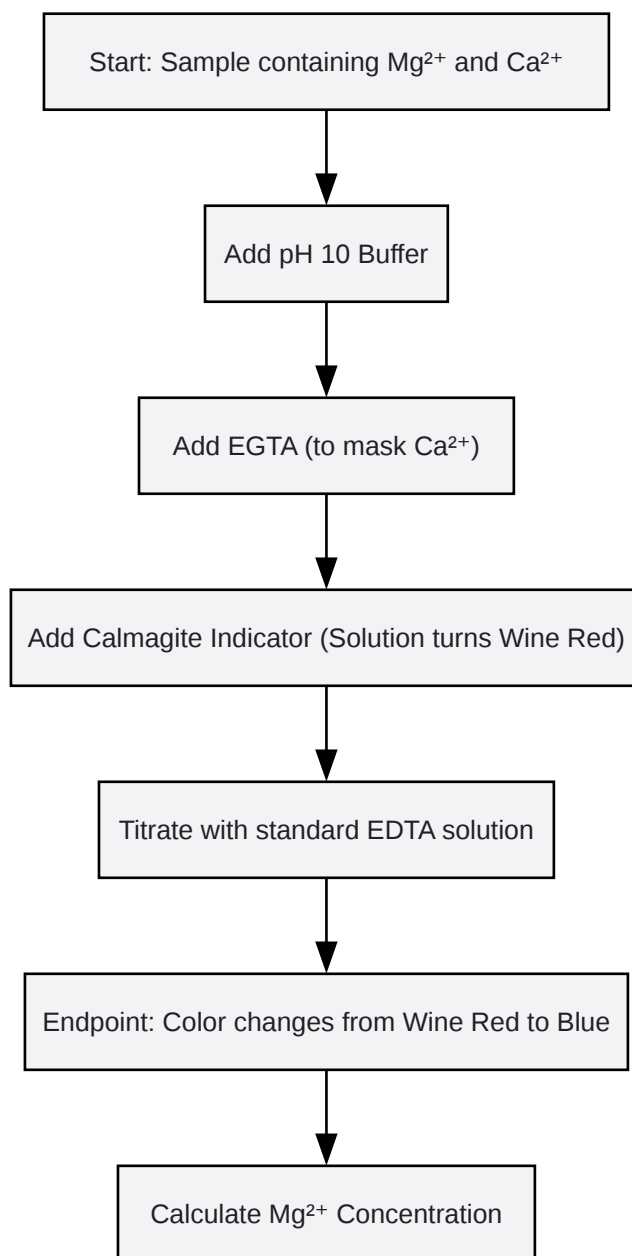 Start: Sample containing Mg²⁺ and Ca²⁺
Add pH 10 Buffer
Add EGTA (to mask Ca²⁺)
Add Calmagite Indicator (Solution turns Wine Red)
Titrate with standard EDTA solution
Endpoint: Color changes from Wine Red to Blue
Calculate Mg²⁺ Concentration